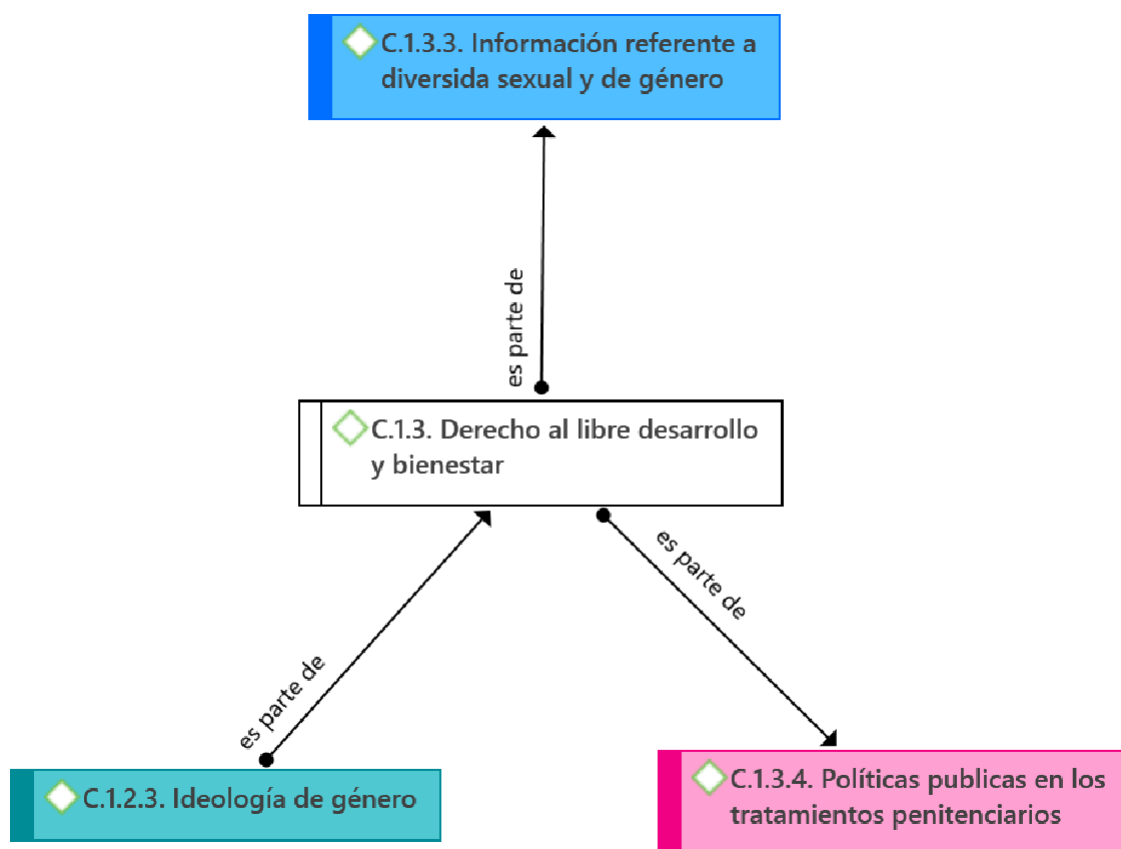 C.1.3.3. Información referente a
diversida sexual y de género
es parte de
C.1.3. Derecho al libre desarrollo
y bienestar
es parte de
es parte de
C.1.2.3. Ideología de género
C.1.3.4. Políticas publicas en los
tratamientos penitenciarios